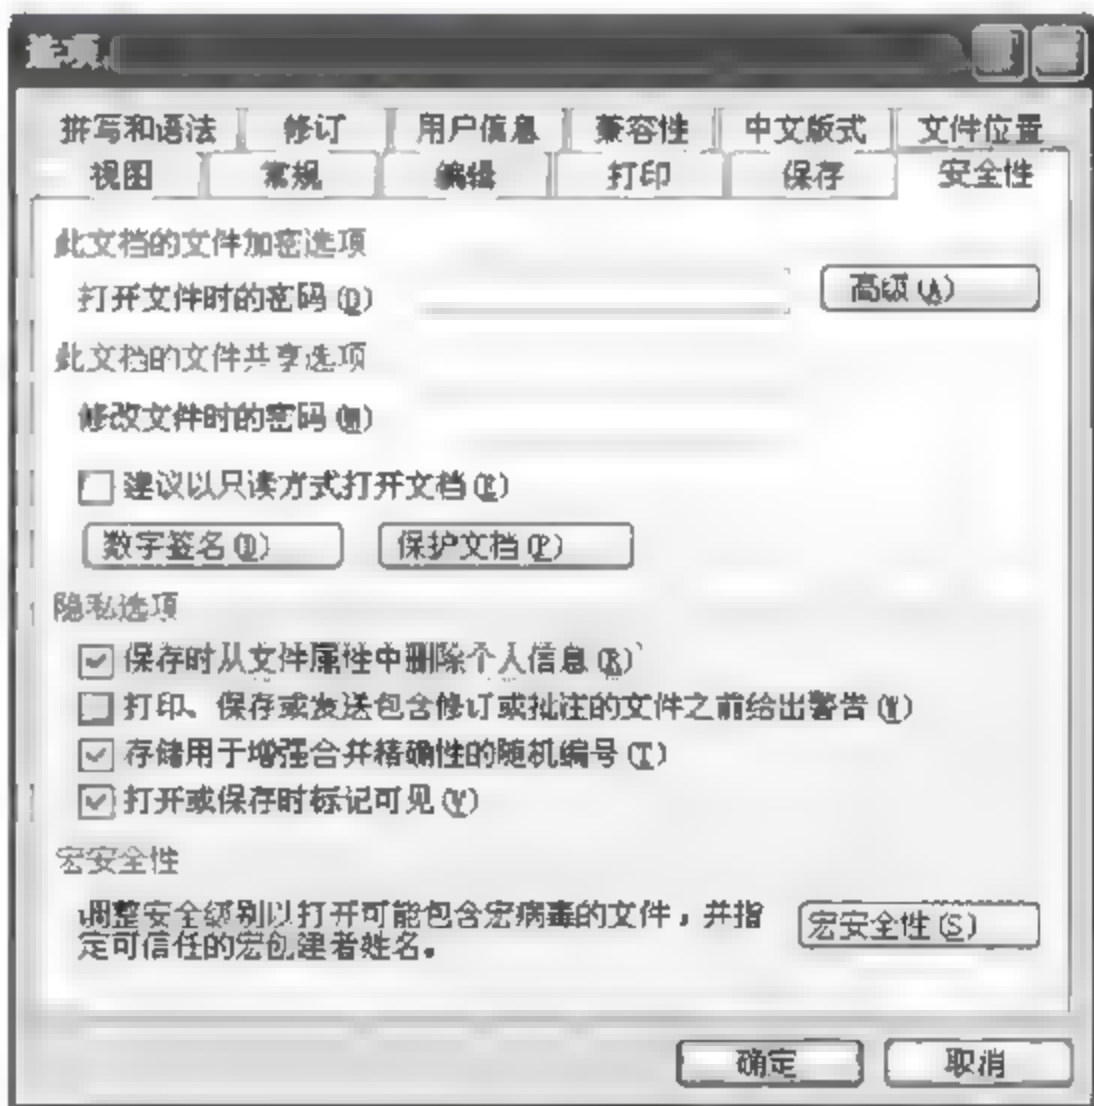 选项
拼写和语法 修订 用户信息 兼容性 中文版式 文件位置
视图 常规 编辑 打印 保存 安全性
此文档的文件加密选项
打开文件时的密码(O) 高级(A)
此文档的文件共享选项
修改文件时的密码(M)
建议以只读方式打开文档(E)
数字签名(D) 保护文档(P)
隐私选项
保存时从文件属性中删除个人信息(R)
打印、保存或发送包含修订或批注的文件之前给出警告(W)
存储用于增强合并精确性的随机编号(T)
打开或保存时标记可见(V)
宏安全性
调整安全级别以打开可能包含宏病毒的文件，并指 宏安全性(S)
定可信任的宏创建者姓名。
确定 取消